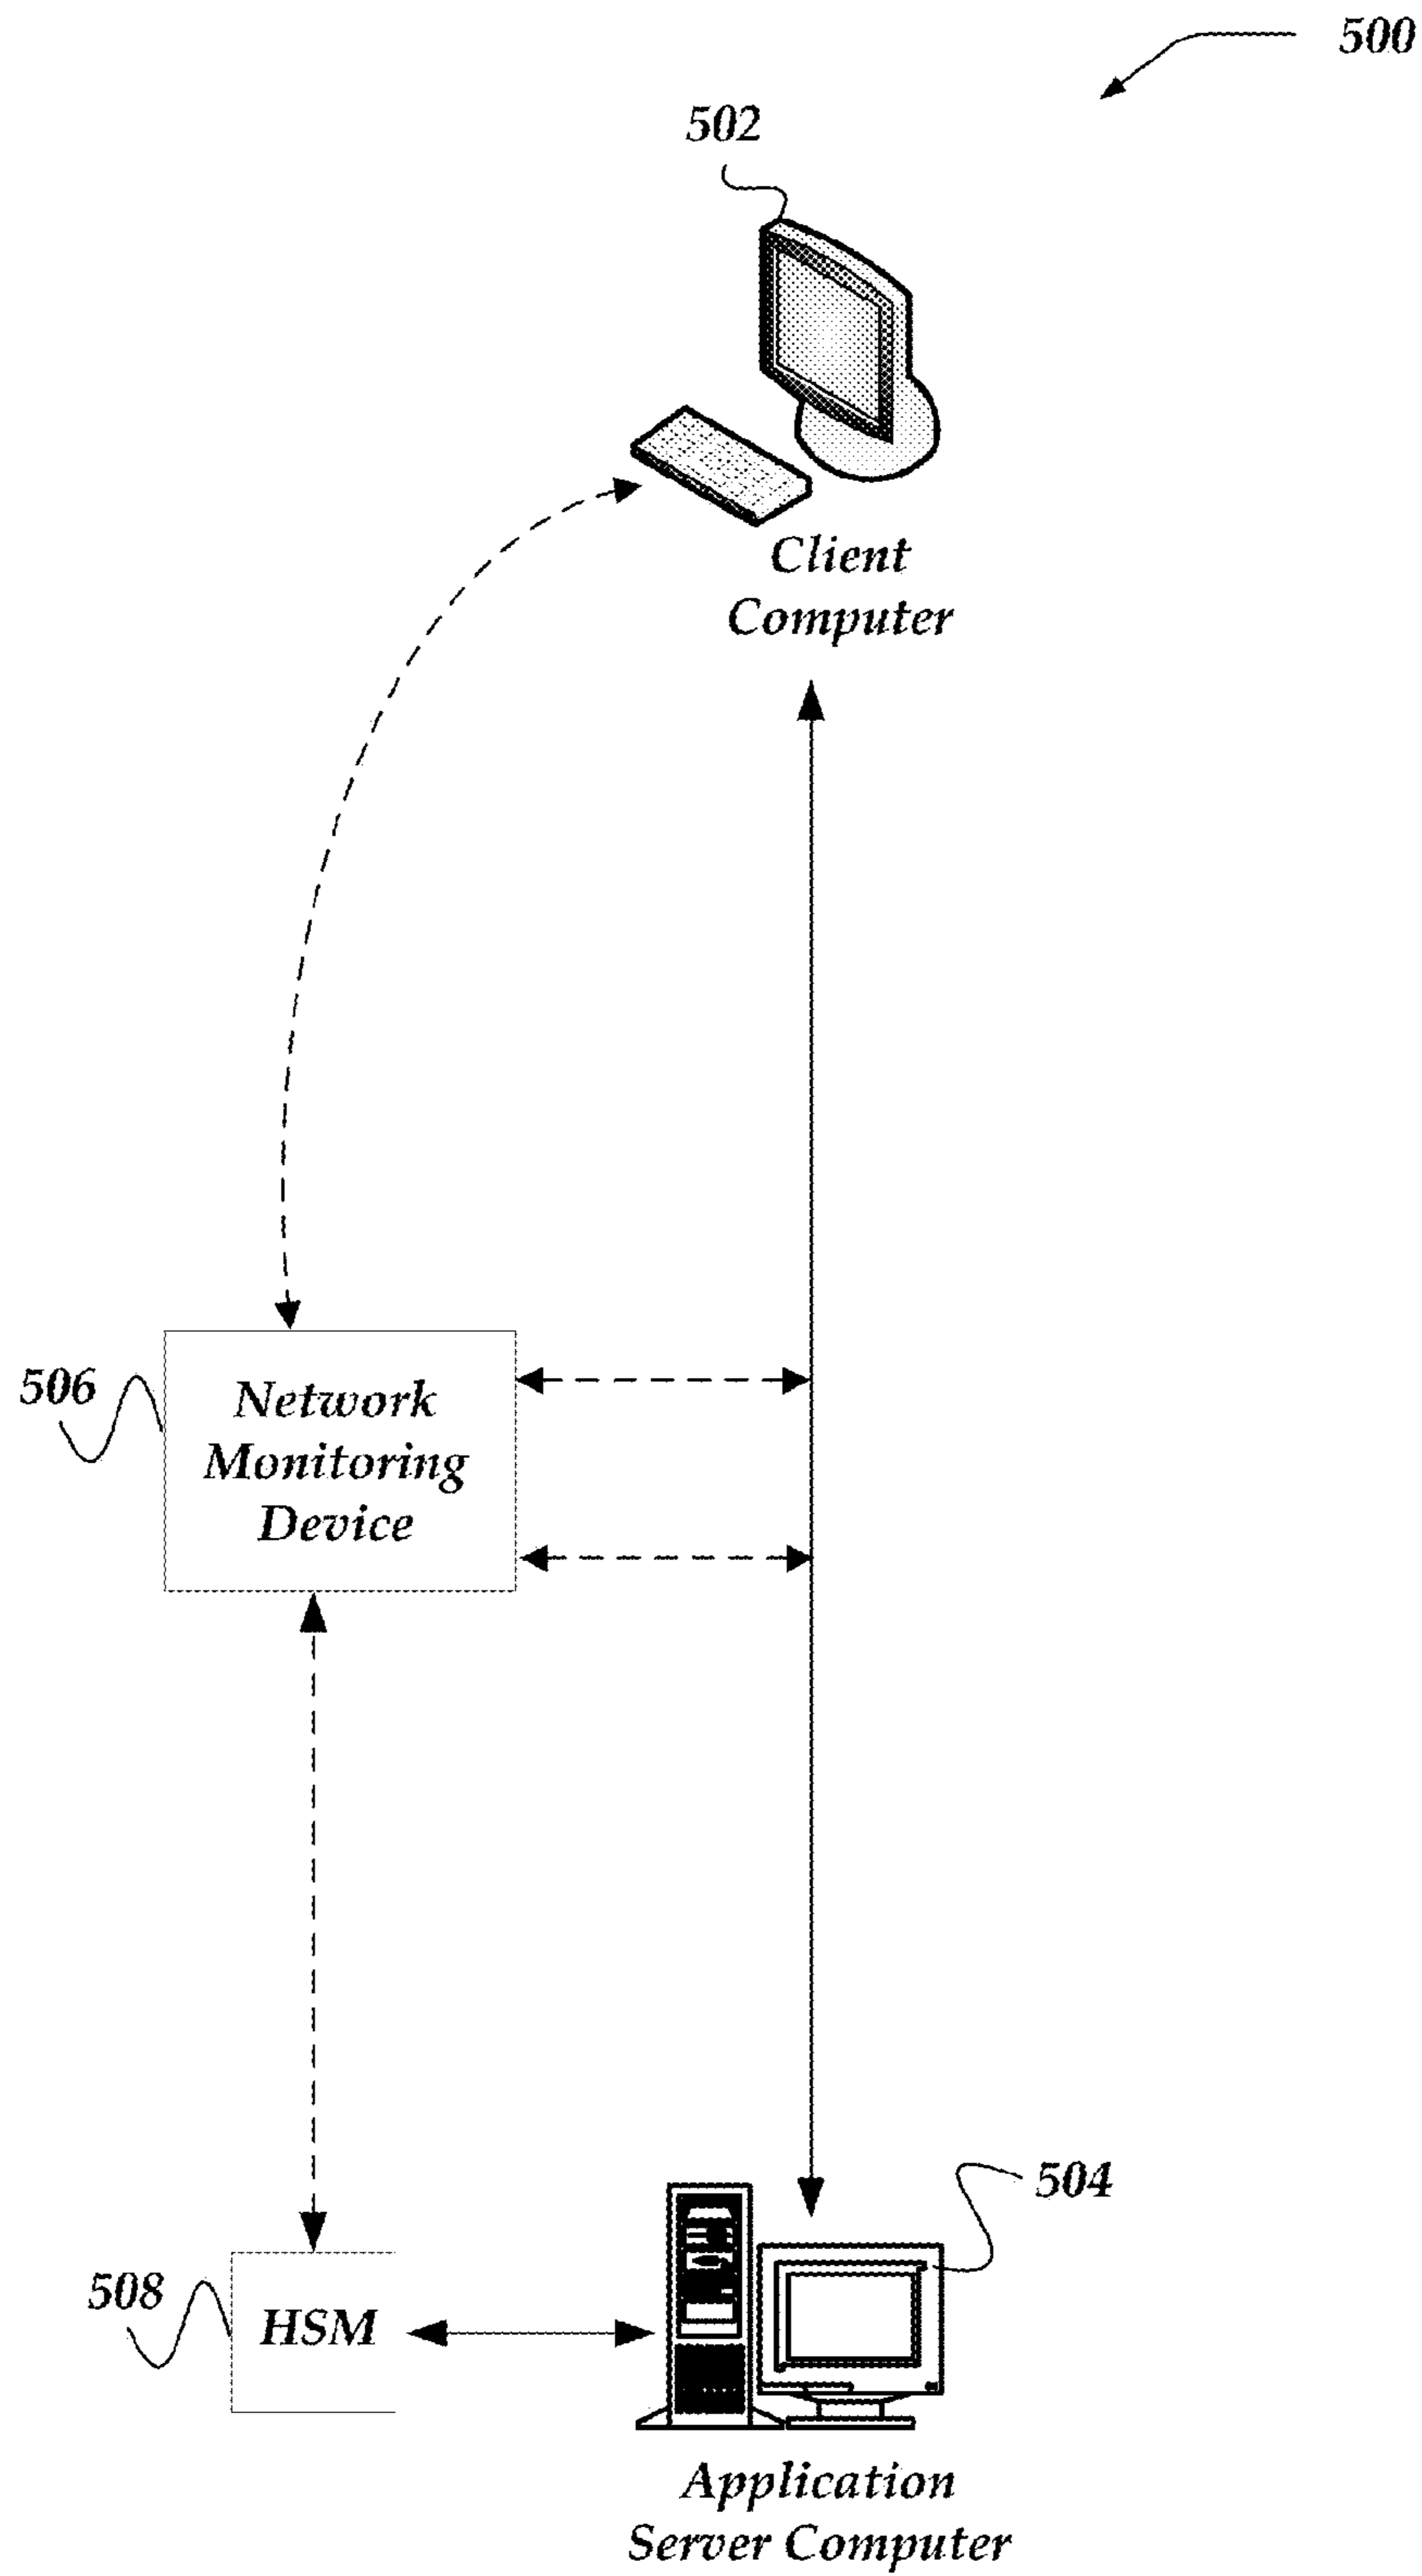 500
502
Client
Computer
506
Network
Monitoring
Device
504
508
HSM
Application
Server Computer